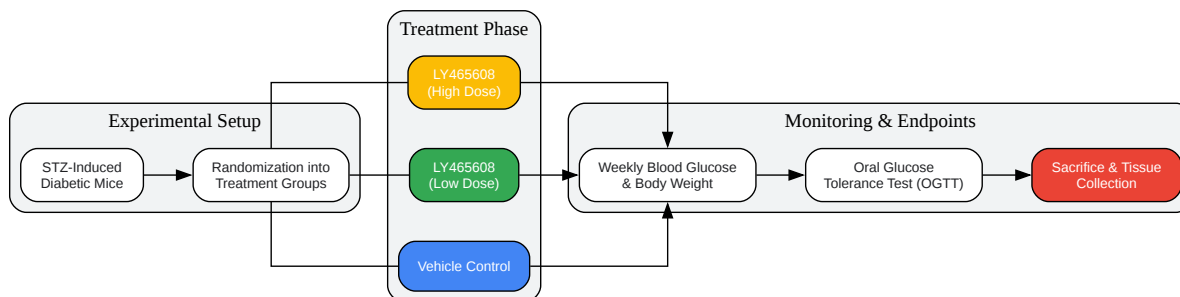 Experimental Setup
STZ-Induced
Diabetic Mice
Randomization into
Treatment Groups
Treatment Phase
LY465608
(High Dose)
LY465608
(Low Dose)
Vehicle Control
Monitoring & Endpoints
Weekly Blood Glucose
& Body Weight
Oral Glucose
Tolerance Test (OGTT)
Sacrifice & Tissue
Collection